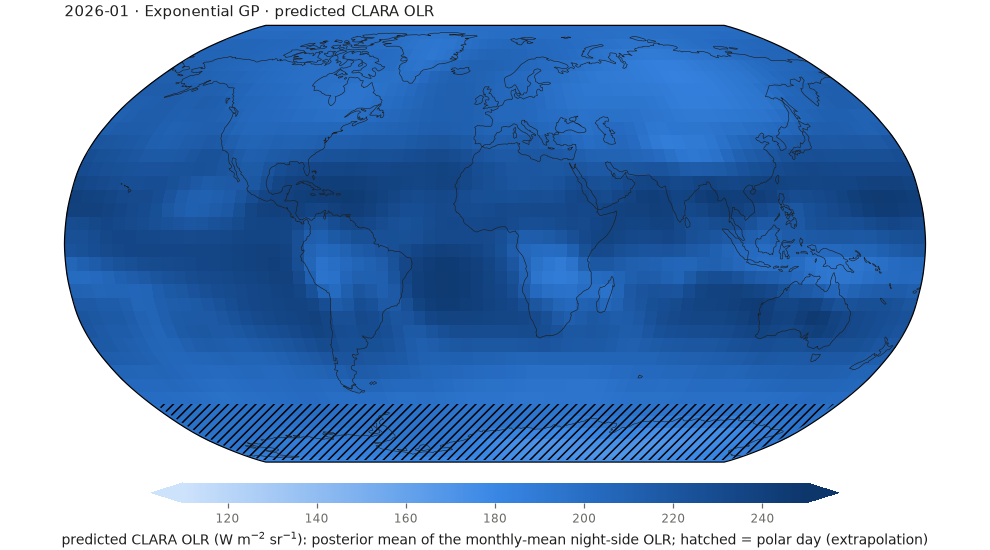 2026-01 · Exponential GP · predicted CLARA OLR
120 140 160 180 200 220 240
predicted CLARA OLR (W m⁻² sr⁻¹): posterior mean of the monthly-mean night-side OLR; hatched = polar day (extrapolation)